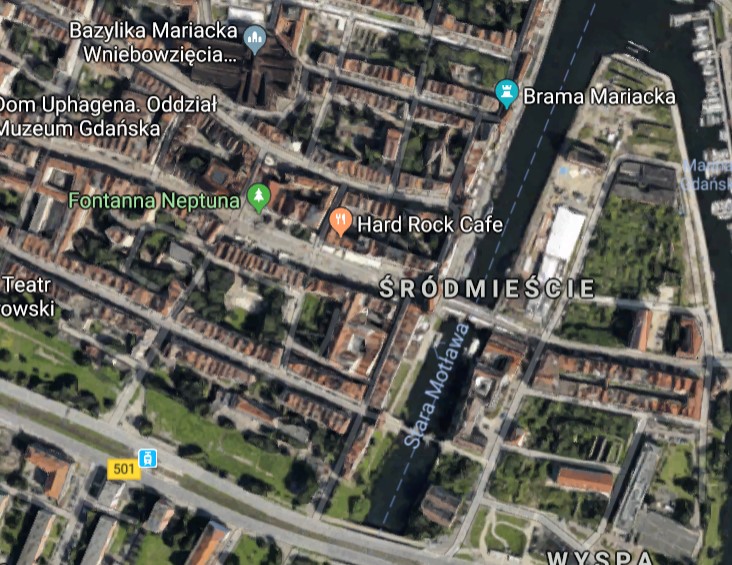 Bazylika Mariacka
Wniebowzięcia...
Dom Uphagena. Oddział
Muzeum Gdańska
Brama Mariacka
Fontanna Neptuna
Hard Rock Cafe
ŚRÓDMIEŚCIE
Teatr
owski
Stara Motława
501
WYSPA